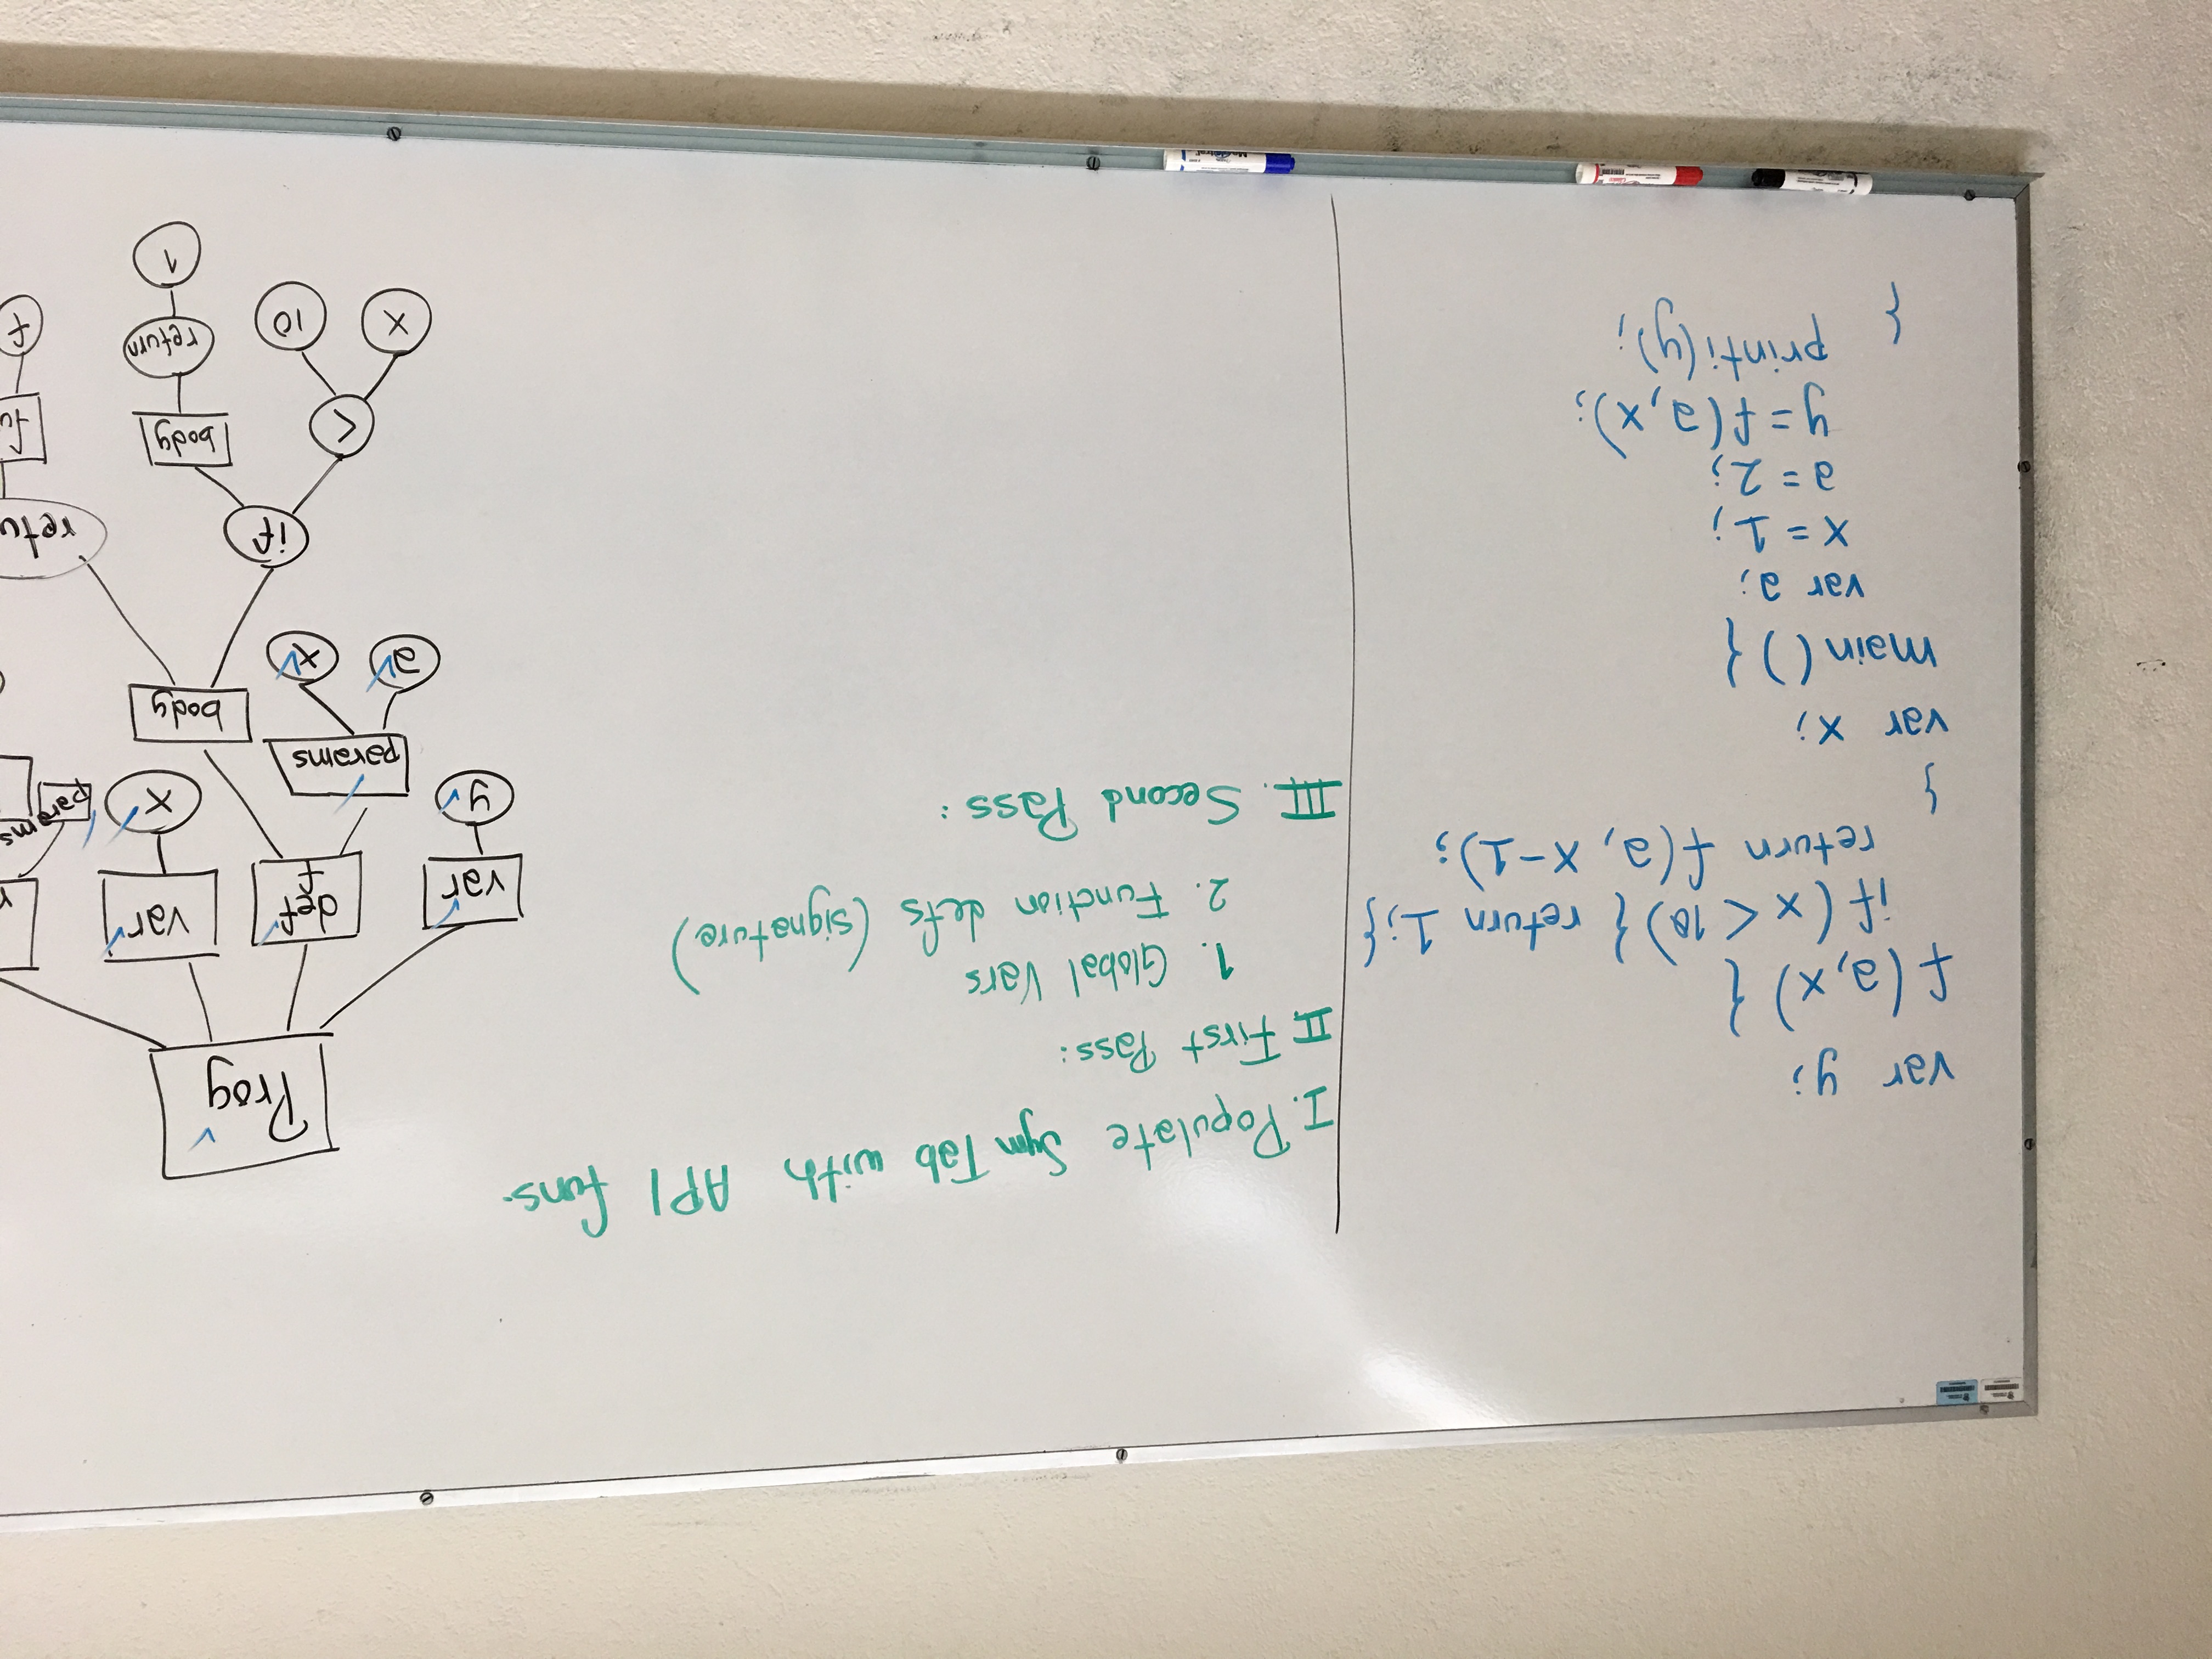 var y;
f(a,x){
if(x<10){ return 1;}
return f(a, x-1);
}
var x;
main(){
var a;
x = 1;
a = 2;
y = f(a,x);
printi(y);
}
I. Populate Sym Tab with API funs.
II. First Pass:
1. Global Vars
2. Function defs (signature)
III. Second Pass:
Prog
var
def
f
var
y
params
x
params
a
x
body
if
retu
<
body
fu
x
10
return
f
1